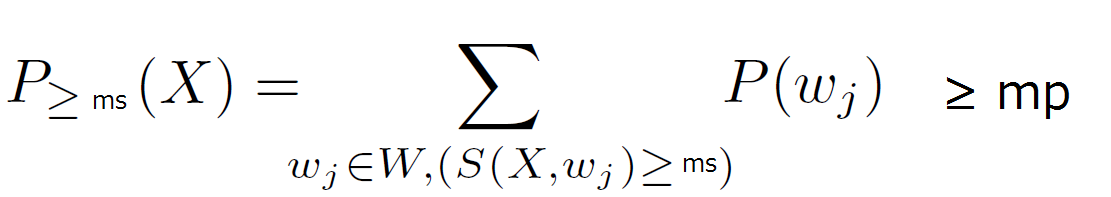 P≥ ms (X) = ∑ P(wj) ≥ mp
wj∈W,(S(X,wj)≥ ms)